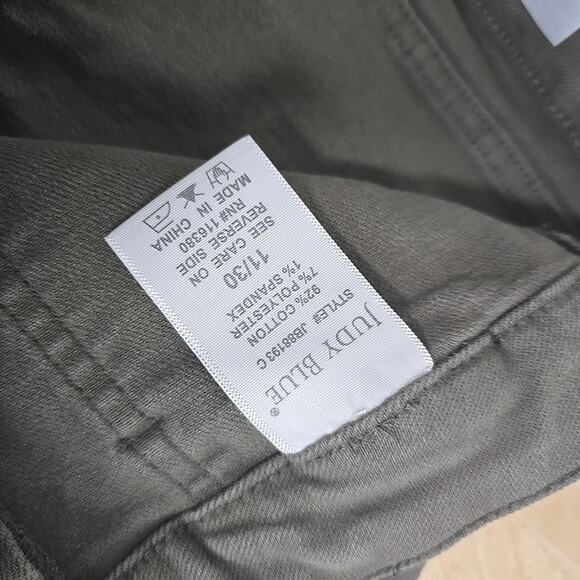 JUDY BLUE®
STYLE# JB88193 C
92% COTTON
7% POLYESTER
1% SPANDEX
11/30
SEE CARE ON
REVERSE SIDE
RN# 116380
MADE IN CHINA